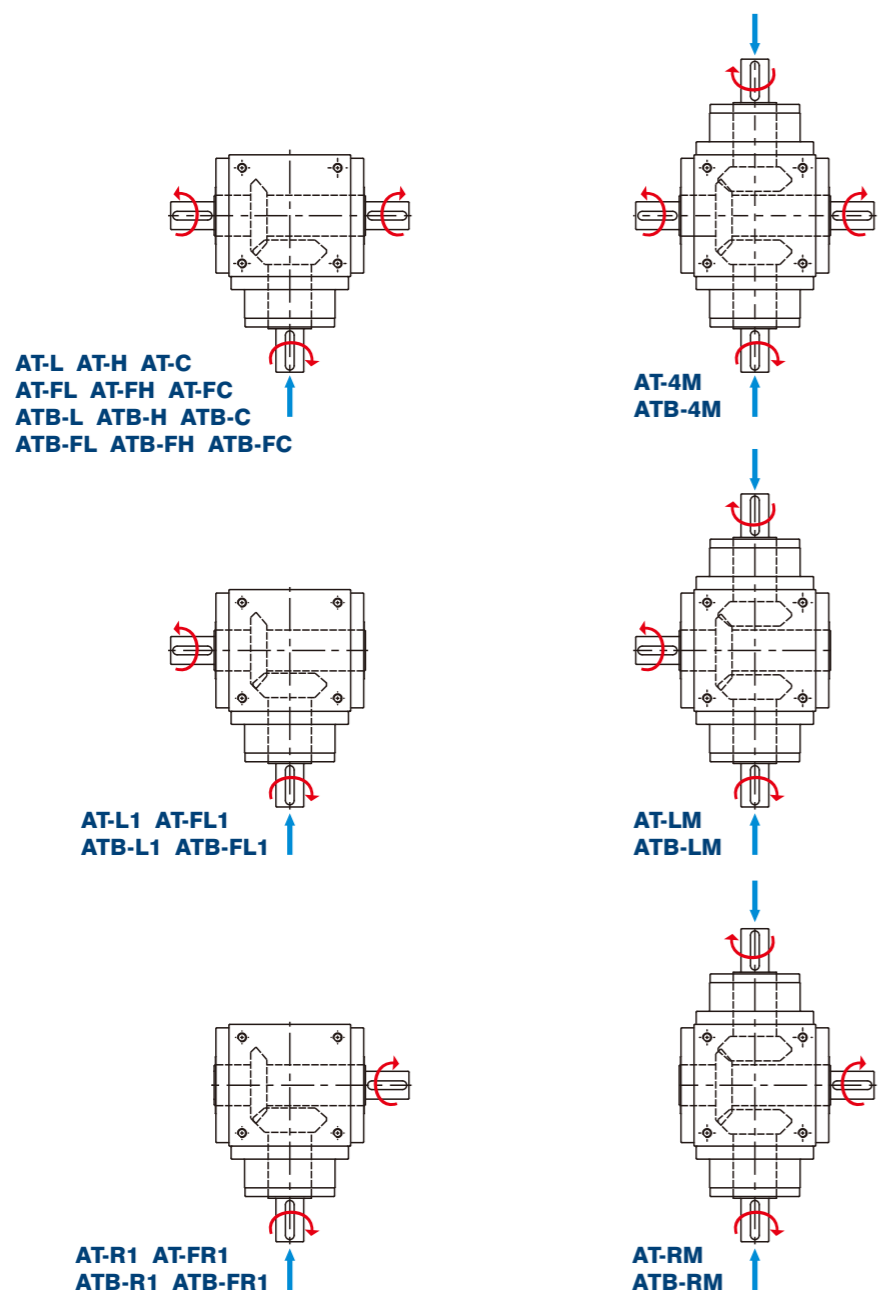 AT-L AT-H AT-C
AT-FL AT-FH AT-FC
ATB-L ATB-H ATB-C
ATB-FL ATB-FH ATB-FC
AT-4M
ATB-4M
AT-L1 AT-FL1
ATB-L1 ATB-FL1
AT-LM
ATB-LM
AT-R1 AT-FR1
ATB-R1 ATB-FR1
AT-RM
ATB-RM